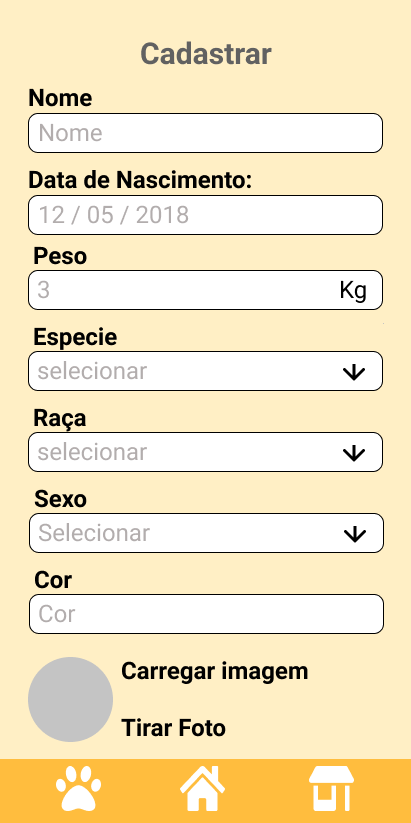 Cadastrar
Nome
Nome
Data de Nascimento:
12 / 05 / 2018
Peso
3 Kg
Especie
selecionar
Raça
selecionar
Sexo
Selecionar
Cor
Cor
Carregar imagem
Tirar Foto